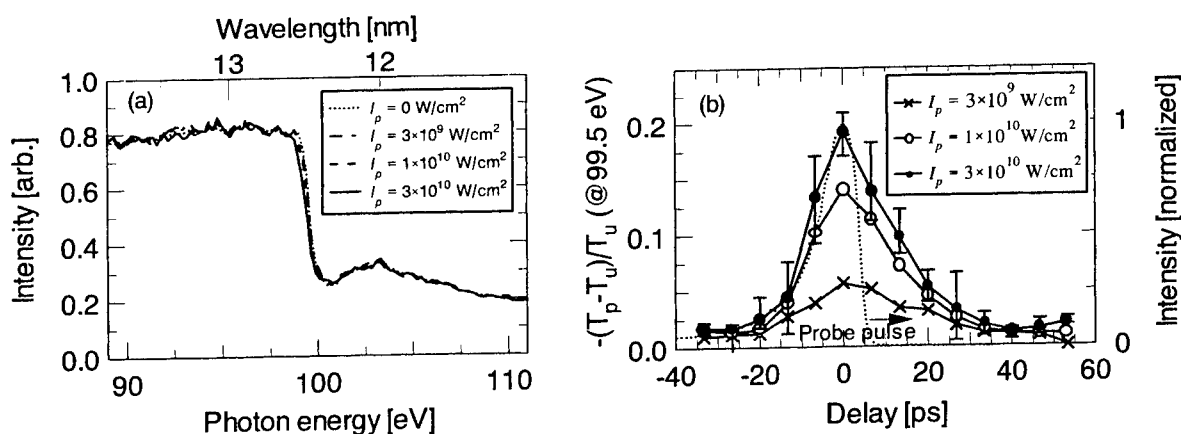 Wavelength [nm]
13 12
(a)
I_p = 0 W/cm²
I_p = 3×10⁹ W/cm²
I_p = 1×10¹⁰ W/cm²
I_p = 3×10¹⁰ W/cm²
1.0
0.8
0.6
0.4
0.2
0.0
Intensity [arb.]
90 100 110
Photon energy [eV]
(b)
I_p = 3×10⁹ W/cm²
I_p = 1×10¹⁰ W/cm²
I_p = 3×10¹⁰ W/cm²
0.2
0.1
0.0
-(T_p-T_u)/T_u (@99.5 eV)
1
0
Intensity [normalized]
Probe pulse
-40 -20 0 20 40 60
Delay [ps]